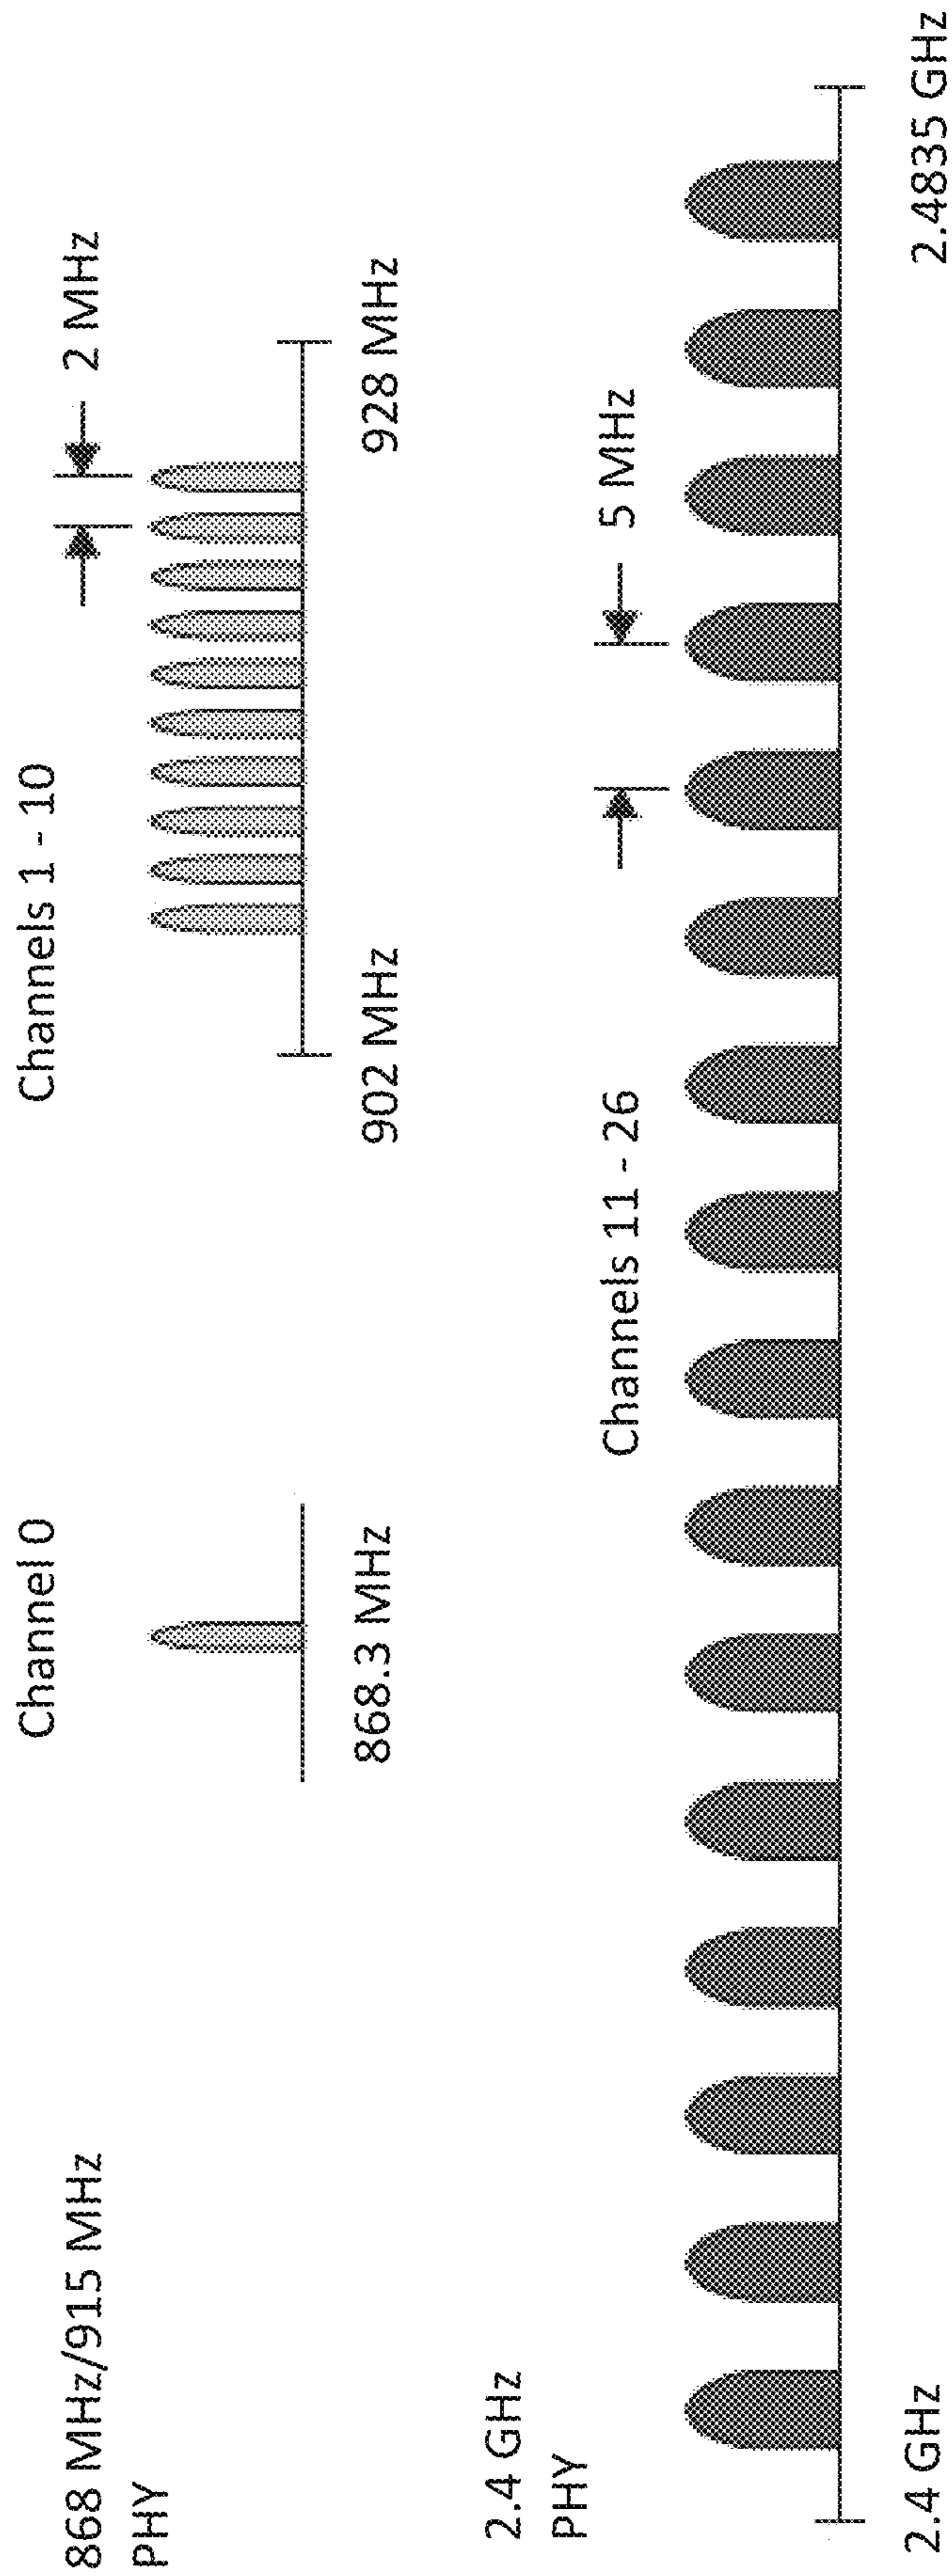 868 MHz/915 MHz
PHY
Channel 0
Channels 1 - 10
2 MHz
868.3 MHz
902 MHz
928 MHz
2.4 GHz
PHY
Channels 11 - 26
5 MHz
2.4 GHz
2.4835 GHz